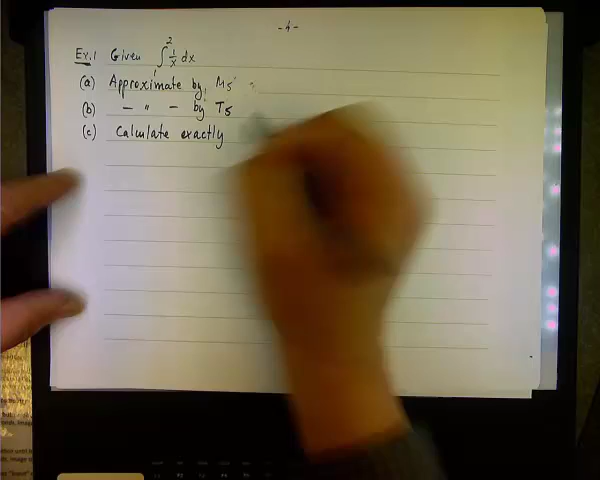 -4-
Ex.1 Given ∫₁² 1/x dx
(a) Approximate by M5
(b) — " — by T5
(c) Calculate exactly